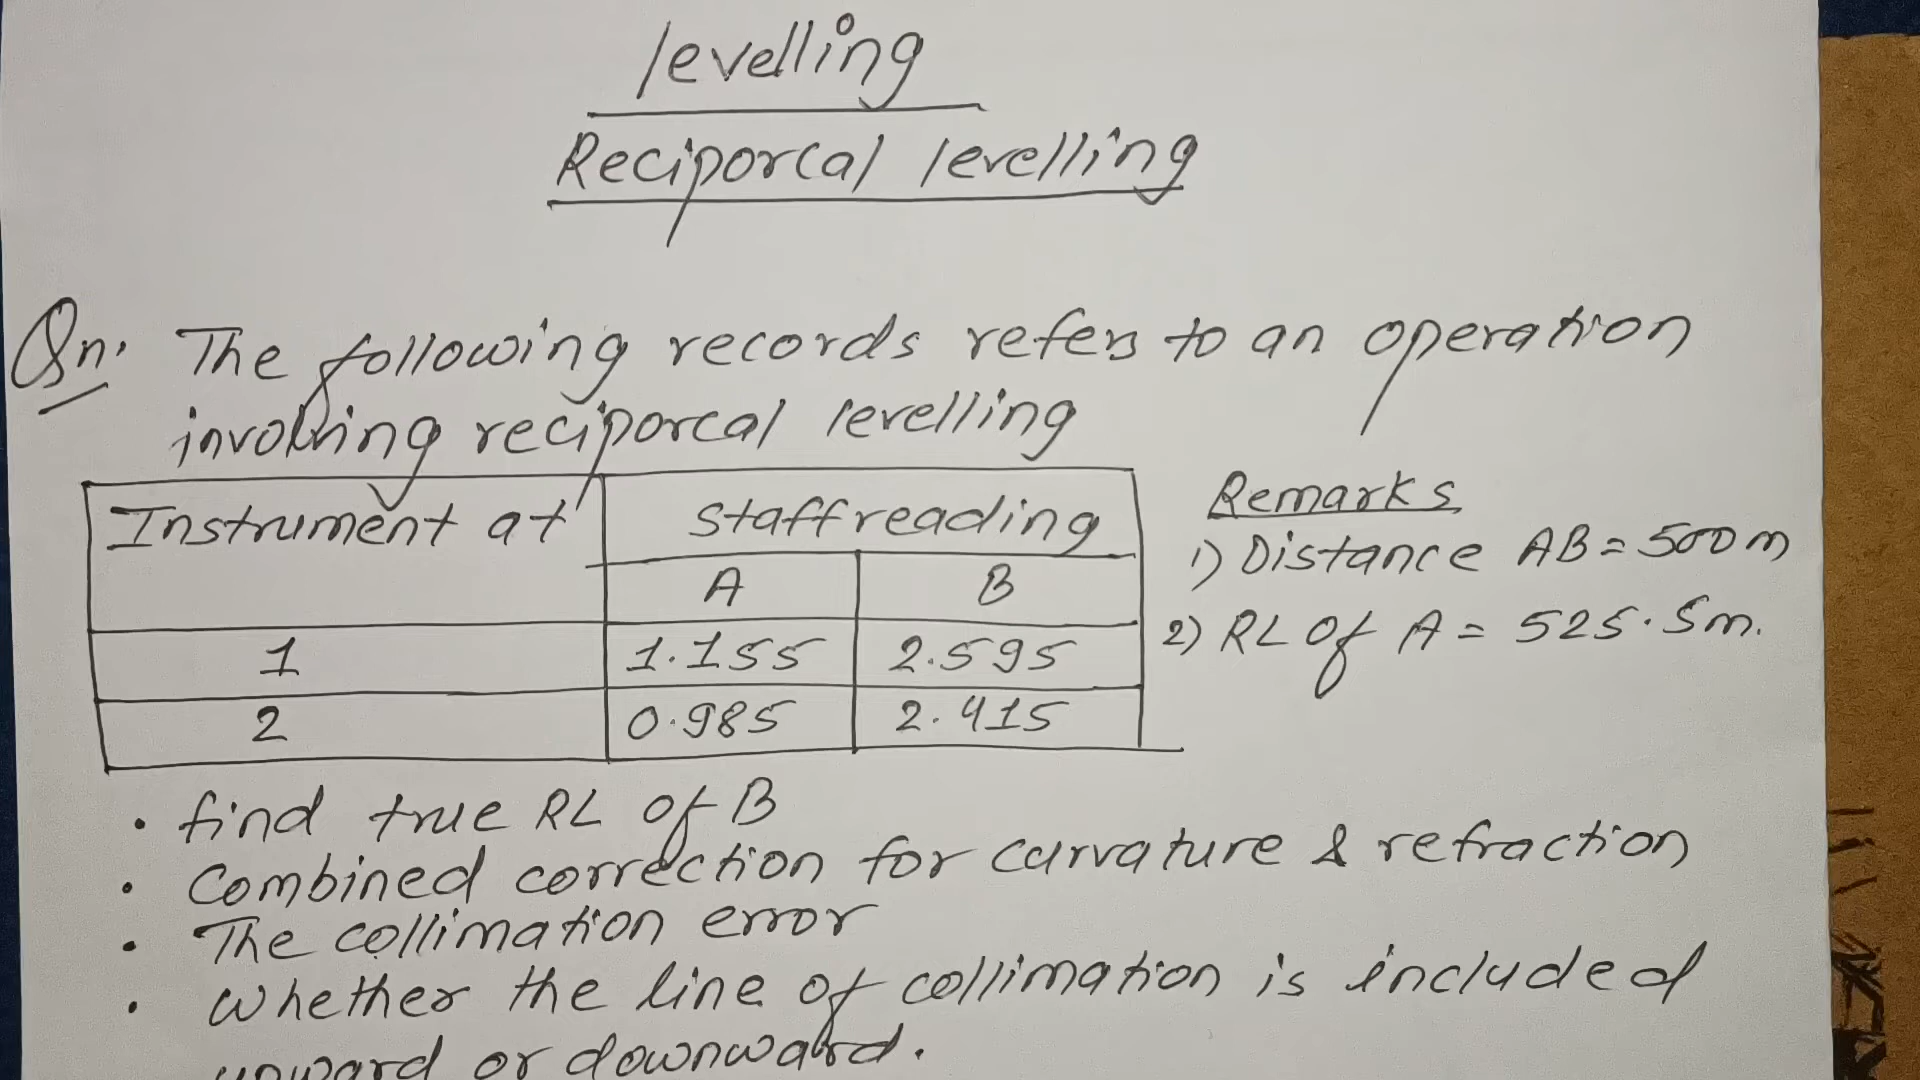 levelling
Reciporcal levelling
Qn. The following records refers to an operation
involving reciporcal levelling
Instrument at staff reading
A B
1 1.155 2.595
2 0.985 2.415
Remarks
1) Distance AB = 500m
2) RL of A = 525.5m.
• find true RL of B
• Combined correction for curvature & refraction
• The collimation error
• Whether the line of collimation is included
upward or downward.